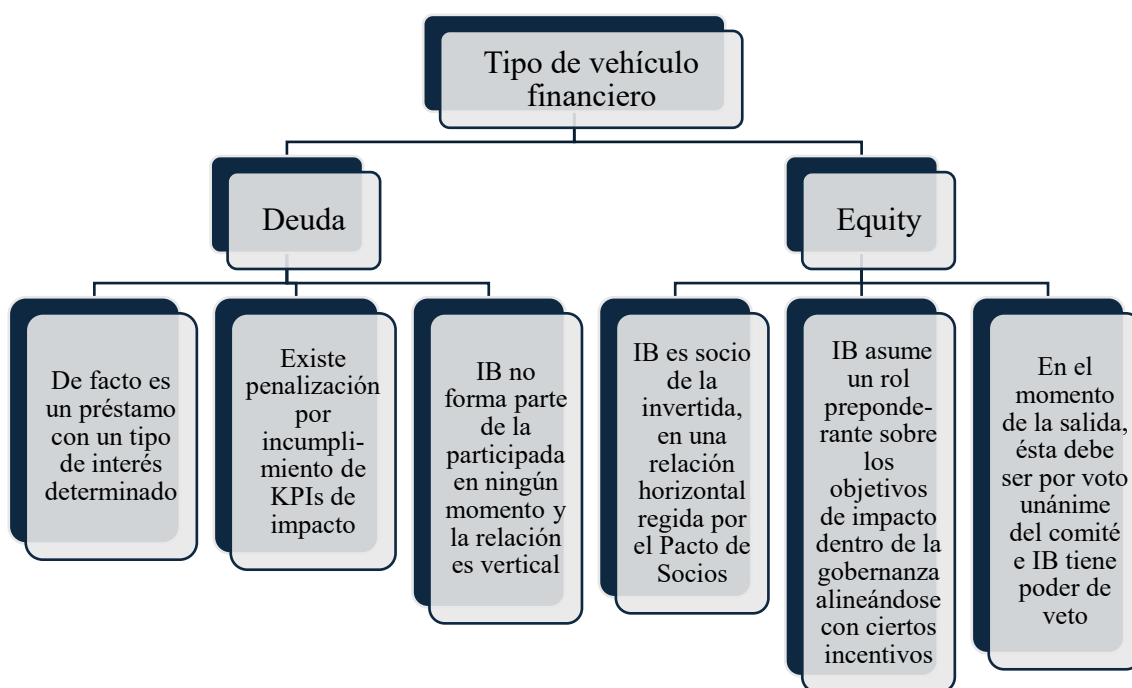 Tipo de vehículo
financiero
Deuda
Equity
De facto es
un préstamo
con un tipo
de interés
determinado
Existe
penalización
por
incumpli-
miento de
KPIs de
impacto
IB no
forma parte
de la
participada
en ningún
momento y
la relación
es vertical
IB es socio
de la
invertida,
en una
relación
horizontal
regida por
el Pacto de
Socios
IB asume
un rol
preponde-
rante sobre
los
objetivos
de impacto
dentro de la
gobernanza
alineándose
con ciertos
incentivos
En el
momento
de la salida,
ésta debe
ser por voto
unánime
del comité
e IB tiene
poder de
veto